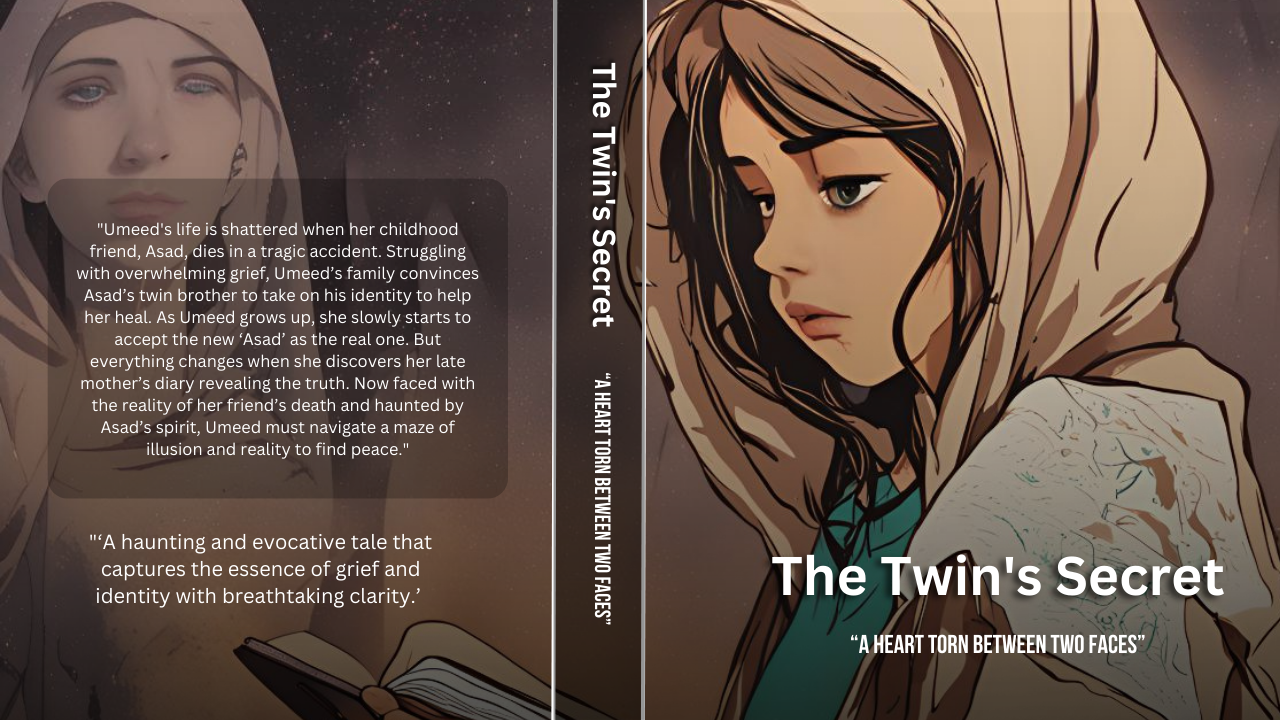 "Umeed's life is shattered when her childhood
friend, Asad, dies in a tragic accident. Struggling
with overwhelming grief, Umeed’s family convinces
Asad’s twin brother to take on his identity to help
her heal. As Umeed grows up, she slowly starts to
accept the new ‘Asad’ as the real one. But
everything changes when she discovers her late
mother’s diary revealing the truth. Now faced with
the reality of her friend’s death and haunted by
Asad’s spirit, Umeed must navigate a maze of
illusion and reality to find peace."
"‘A haunting and evocative tale that
captures the essence of grief and
identity with breathtaking clarity.’
The Twin's Secret
“A HEART TORN BETWEEN TWO FACES”
The Twin's Secret
“A HEART TORN BETWEEN TWO FACES”